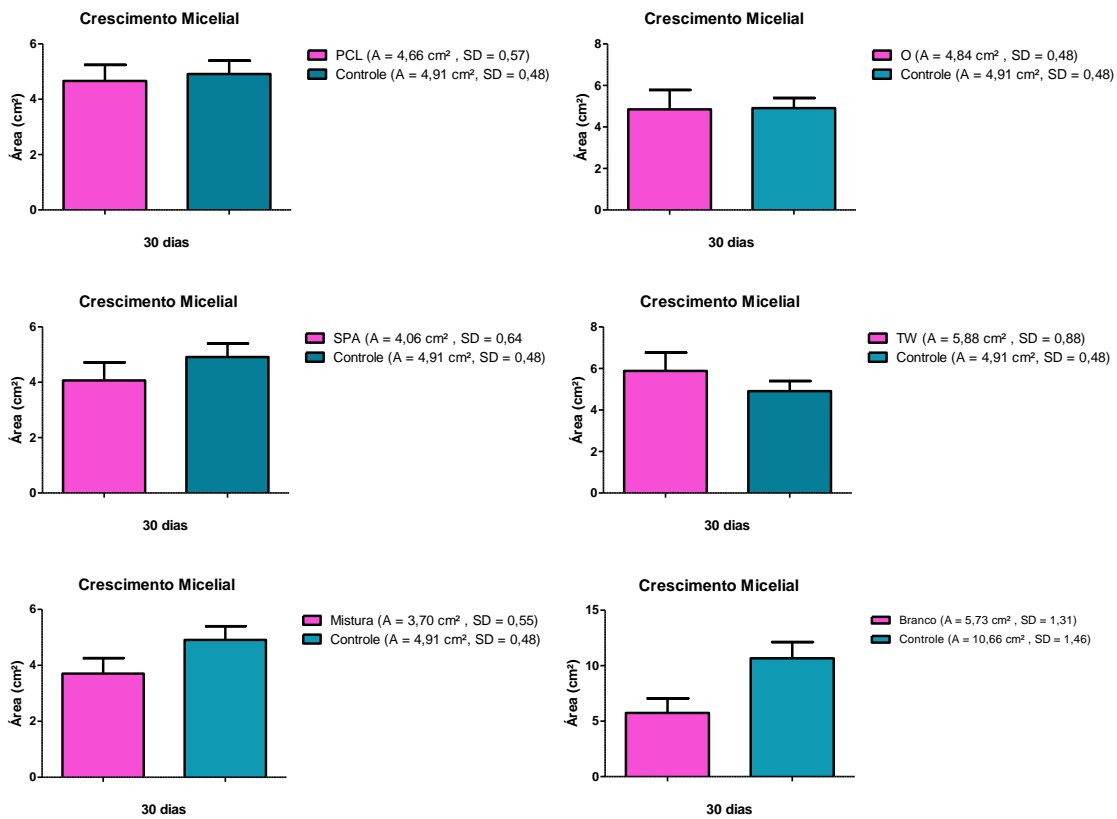 Crescimento Micelial
Área (cm²)
6
4
2
0
30 dias
PCL (A = 4,66 cm² , SD = 0,57)
Controle (A = 4,91 cm², SD = 0,48)
Crescimento Micelial
Área (cm²)
8
6
4
2
0
30 dias
O (A = 4,84 cm² , SD = 0,48)
Controle (A = 4,91 cm², SD = 0,48)
Crescimento Micelial
Área (cm²)
6
4
2
0
30 dias
SPA (A = 4,06 cm² , SD = 0,64
Controle (A = 4,91 cm², SD = 0,48)
Crescimento Micelial
Área (cm²)
8
6
4
2
0
30 dias
TW (A = 5,88 cm² , SD = 0,88)
Controle (A = 4,91 cm², SD = 0,48)
Crescimento Micelial
Área (cm²)
6
4
2
0
30 dias
Mistura (A = 3,70 cm² , SD = 0,55)
Controle (A = 4,91 cm², SD = 0,48)
Crescimento Micelial
Área (cm²)
15
10
5
0
30 dias
Branco (A = 5,73 cm² , SD = 1,31)
Controle (A = 10,66 cm² , SD = 1,46)